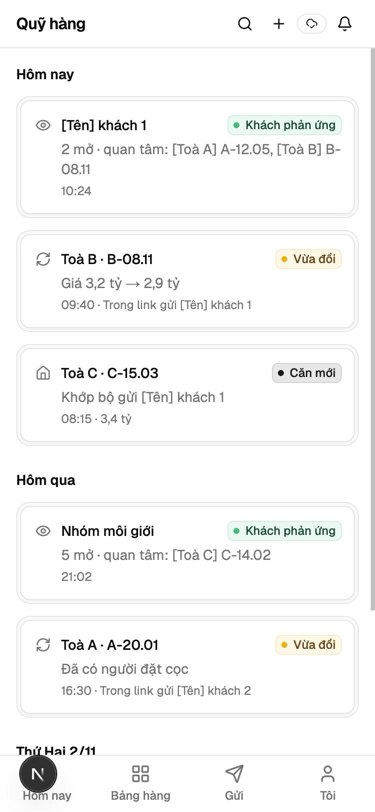 Quỹ hàng
Hôm nay
[Tên] khách 1
Khách phản ứng
2 mở · quan tâm: [Toà A] A-12.05, [Toà B] B-
08.11
10:24
Toà B · B-08.11
Vừa đổi
Giá 3,2 tỷ → 2,9 tỷ
09:40 · Trong link gửi [Tên] khách 1
Toà C · C-15.03
Căn mới
Khớp bộ gửi [Tên] khách 1
08:15 · 3,4 tỷ
Hôm qua
Nhóm môi giới
Khách phản ứng
5 mở · quan tâm: [Toà C] C-14.02
21:02
Toà A · A-20.01
Vừa đổi
Đã có người đặt cọc
16:30 · Trong link gửi [Tên] khách 2
Thứ Hai 2/11
N
Hôm nay
Bảng hàng
Gửi
Tôi